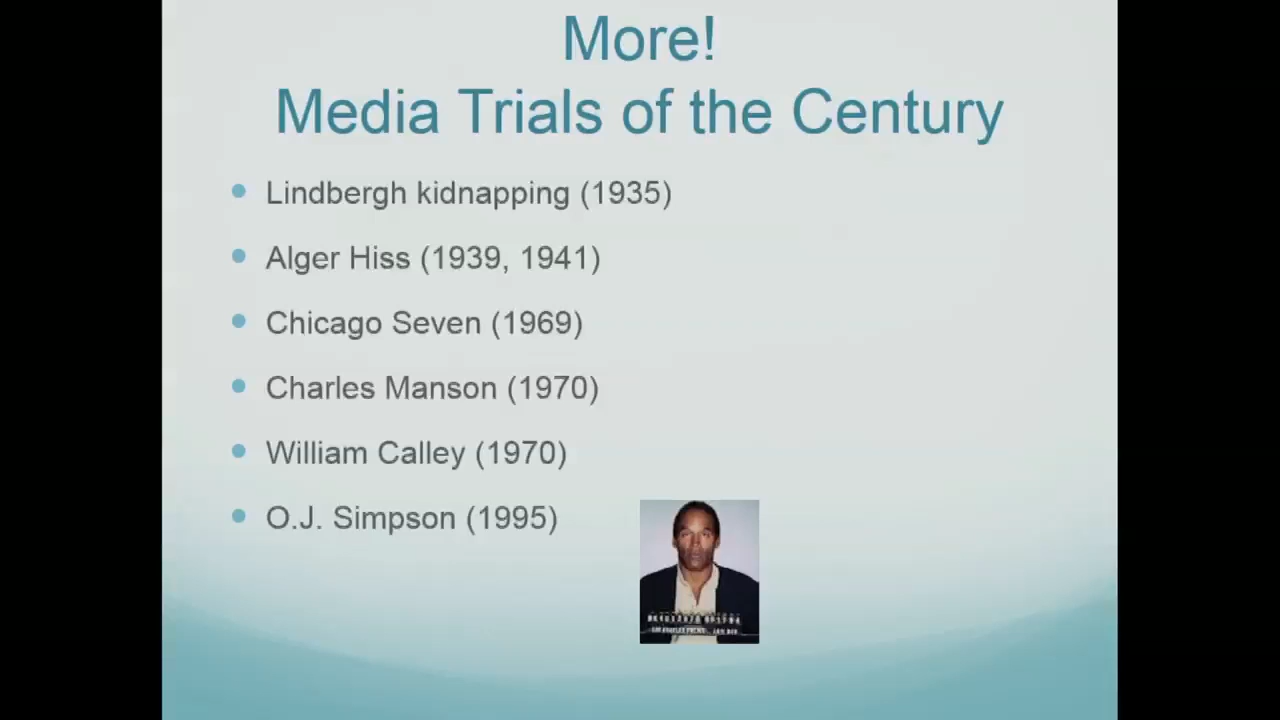 More!
Media Trials of the Century
Lindbergh kidnapping (1935)
Alger Hiss (1939, 1941)
Chicago Seven (1969)
Charles Manson (1970)
William Calley (1970)
O.J. Simpson (1995)